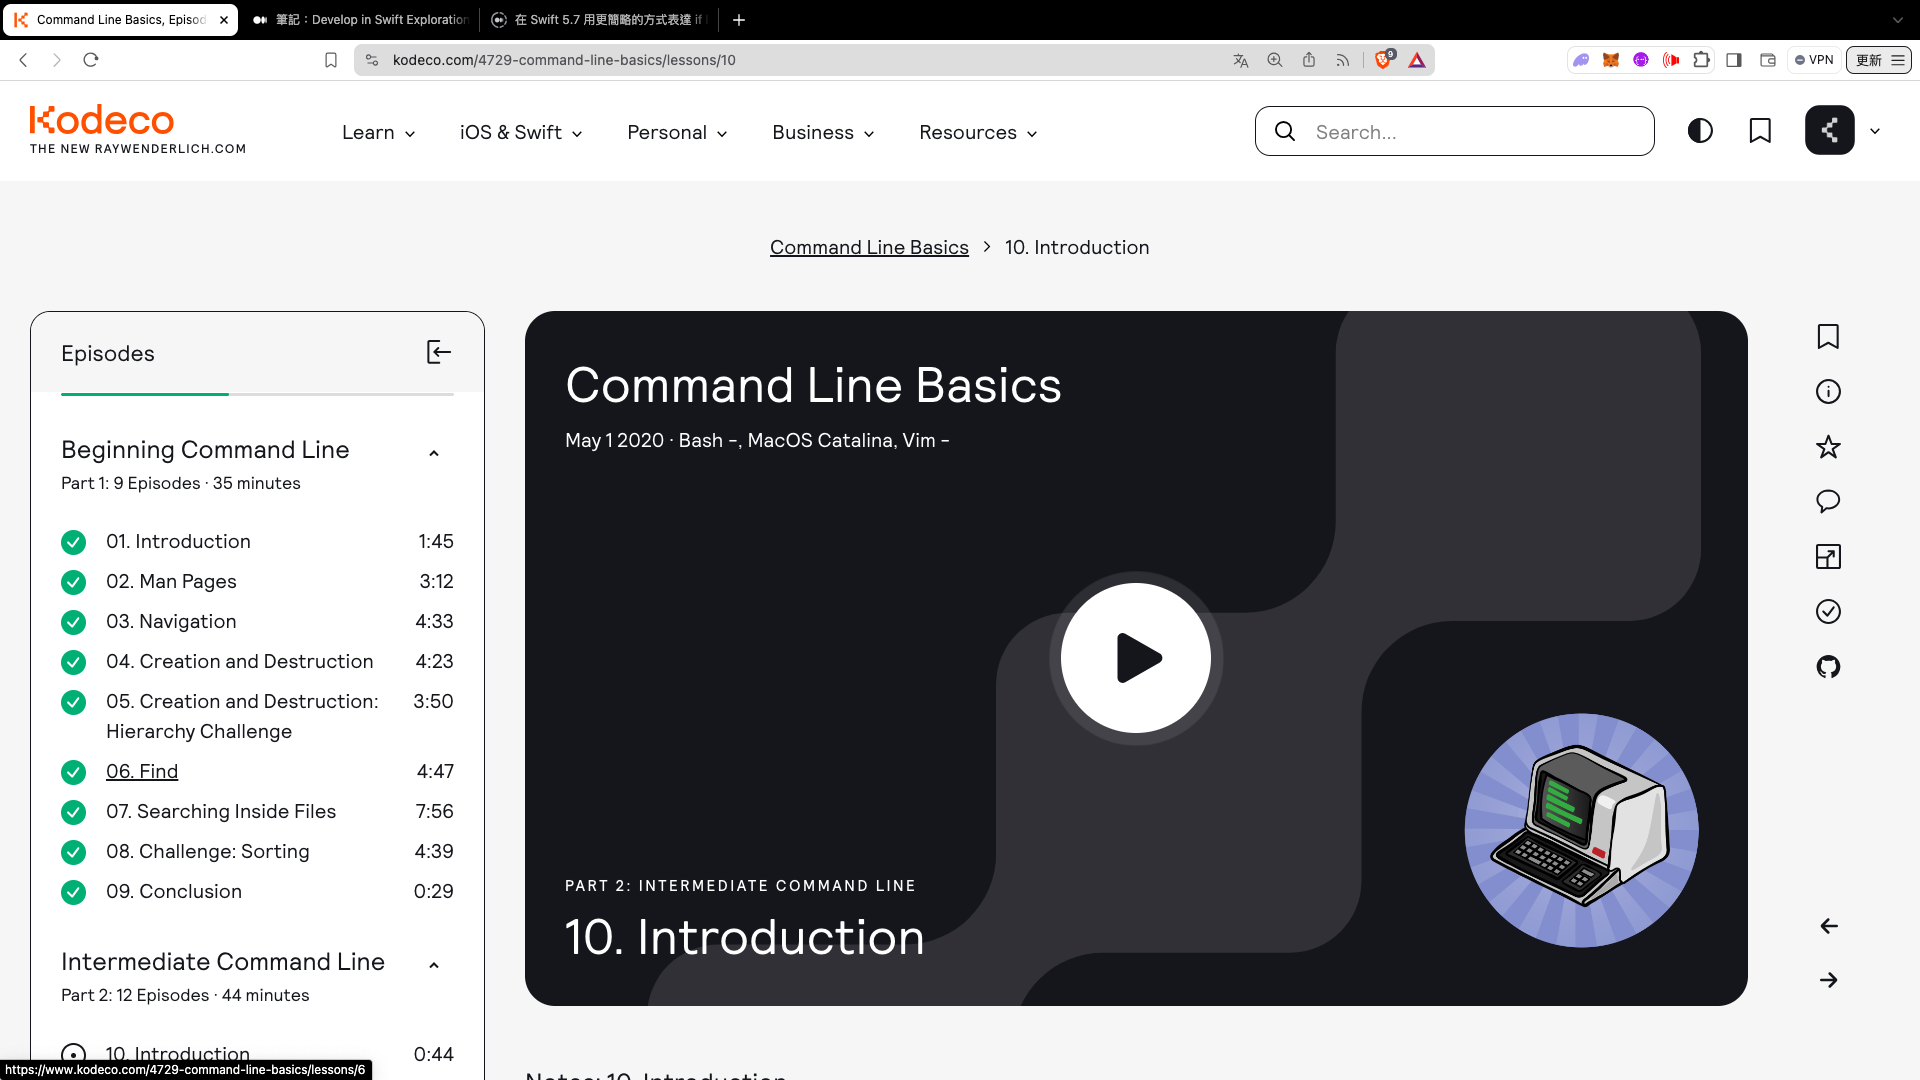 Command Line Basics, Episod
筆記：Develop in Swift Exploration
在 Swift 5.7 用更簡略的方式表達 if l
kodeco.com/4729-command-line-basics/lessons/10
9
VPN
更新
Kodeco
THE NEW RAYWENDERLICH.COM
Learn
iOS & Swift
Personal
Business
Resources
Search...
Command Line Basics > 10. Introduction
Episodes
Beginning Command Line
Part 1: 9 Episodes · 35 minutes
01. Introduction 1:45
02. Man Pages 3:12
03. Navigation 4:33
04. Creation and Destruction 4:23
05. Creation and Destruction: 3:50
Hierarchy Challenge
06. Find 4:47
07. Searching Inside Files 7:56
08. Challenge: Sorting 4:39
09. Conclusion 0:29
Intermediate Command Line
Part 2: 12 Episodes · 44 minutes
10. Introduction 0:44
https://www.kodeco.com/4729-command-line-basics/lessons/6
Command Line Basics
May 1 2020 · Bash -, MacOS Catalina, Vim -
PART 2: INTERMEDIATE COMMAND LINE
10. Introduction
Notes: 10. Introduction